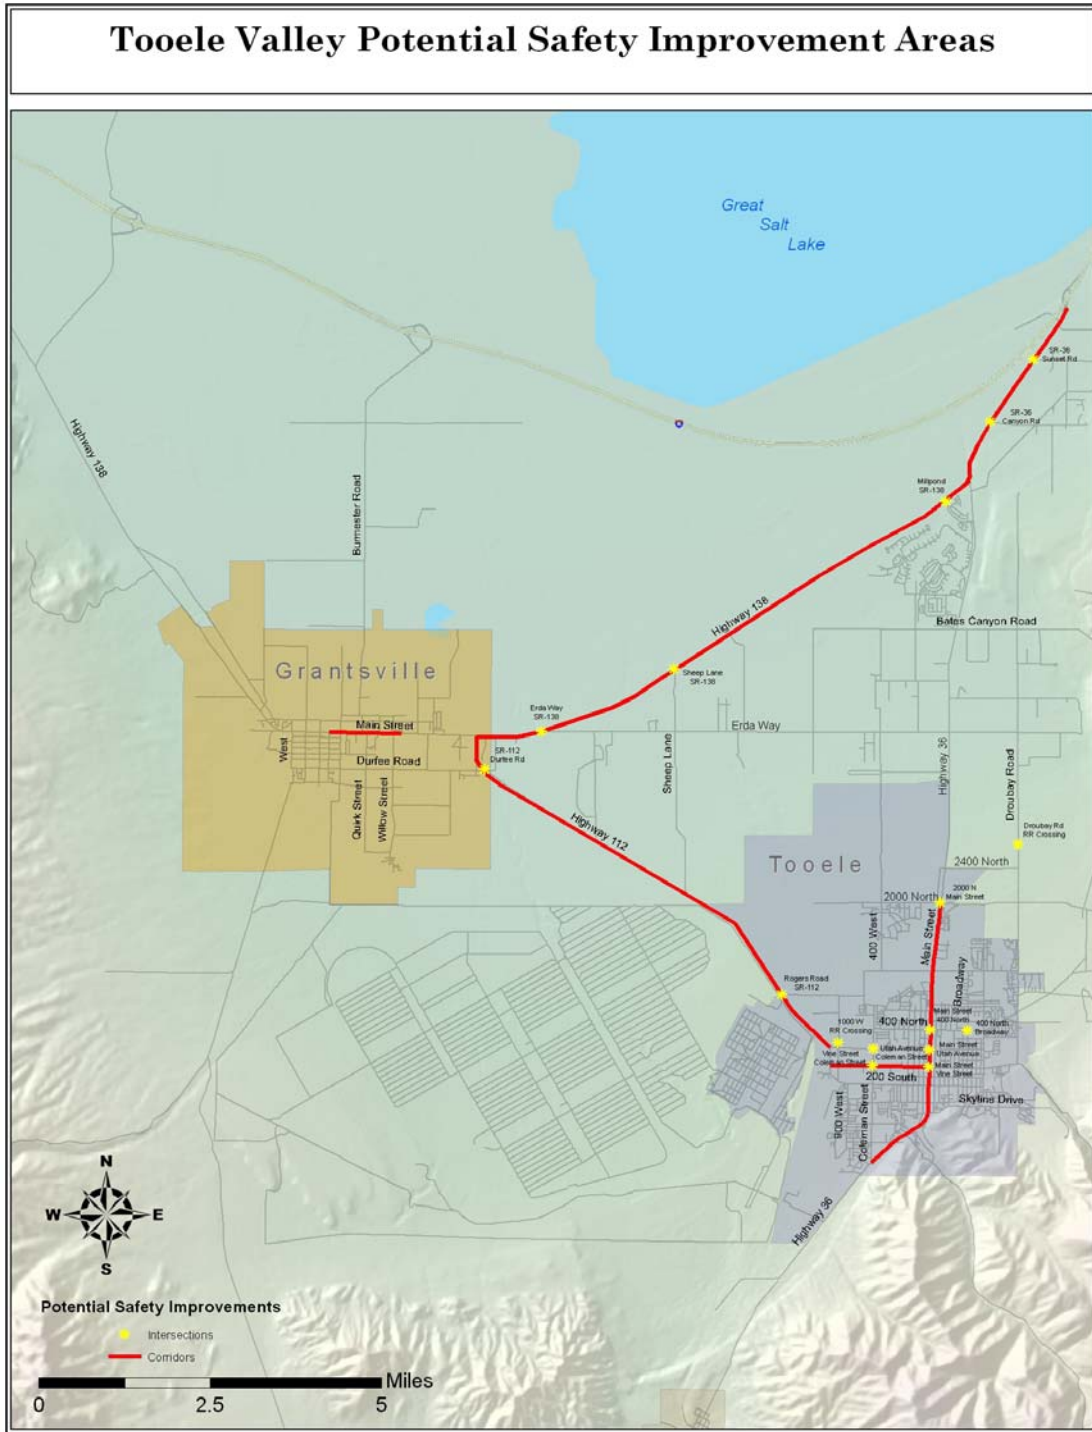 Tooele Valley Potential Safety Improvement Areas
Great
Salt
Lake
SR-36
Sunset Rd
SR-36
Canyon Rd
Highway 138
Millpond
SR-138
Burmester Road
Highway 138
Bates Canyon Road
Grantsville
Sheep Lane
SR-138
Erda Way
SR-138
Main Street
Erda Way
West
SR-112
Durfee Rd
Durfee Road
Sheep Lane
Highway 36
Droubay Road
Quirk Street
Willow Street
Highway 112
Droubay Rd
RR Crossing
Tooele
2400 North
2000 N
Main Street
2000 North
400 West
Main Street
Broadway
Rogers Road
SR-112
Main Street
400 North
400 North
400 North
Broadway
1000 W
RR Crossing
Utah Avenue
Coleman Street
Main Street
Utah Avenue
Vine Street
Coleman Street
Main Street
Vine Street
200 South
Skyline Drive
900 West
Coleman Street
Highway 36
N
W
E
S
Potential Safety Improvements
Intersections
Corridors
Miles
0
2.5
5